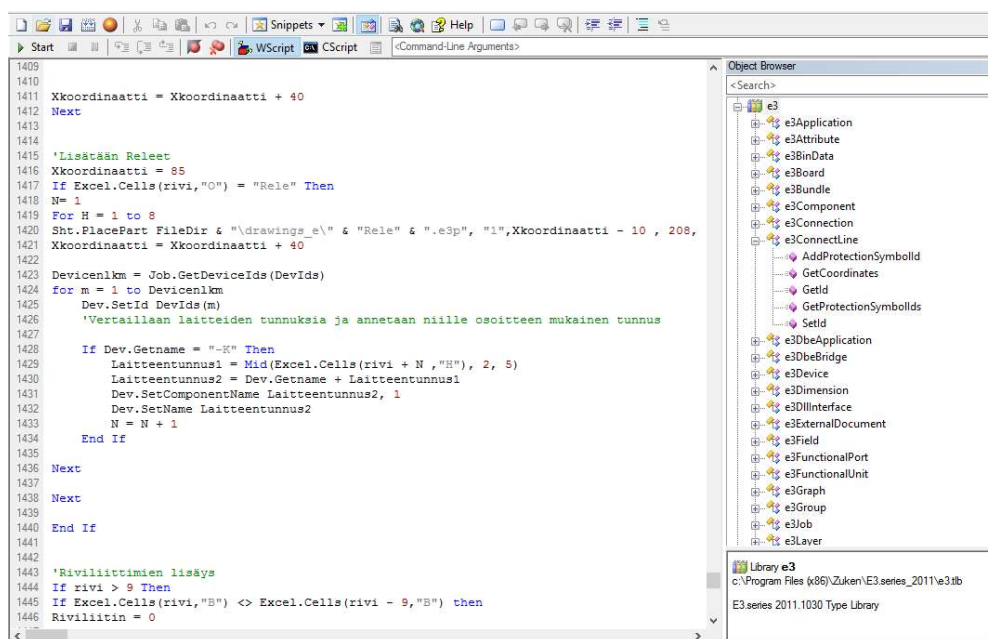 Snippets
Help
Start
WScript
CScript
<Command-Line Arguments>
1409
1410
1411 Xkoordinaatti = Xkoordinaatti + 40
1412 Next
1413
1414
1415 'Lisätään Releet
1416 Xkoordinaatti = 85
1417 If Excel.Cells(rivi,"O") = "Rele" Then
1418 N= 1
1419 For H = 1 to 8
1420 Sht.PlacePart FileDir & "\drawings_e\" & "Rele" & ".e3p", "1",Xkoordinaatti - 10 , 208,
1421 Xkoordinaatti = Xkoordinaatti + 40
1422
1423 Devicenlkm = Job.GetDeviceIds(DevIds)
1424 for m = 1 to Devicenlkm
1425 Dev.SetId DevIds(m)
1426 'Vertaillaan laitteiden tunnuksia ja annetaan niille osoitteen mukainen tunnus
1427
1428 If Dev.Getname = "-K" Then
1429 Laitteentunnus1 = Mid(Excel.Cells(rivi + N ,"H"), 2, 5)
1430 Laitteentunnus2 = Dev.Getname + Laitteentunnus1
1431 Dev.SetComponentName Laitteentunnus2, 1
1432 Dev.SetName Laitteentunnus2
1433 N = N + 1
1434 End If
1435
1436 Next
1437
1438 Next
1439
1440 End If
1441
1442
1443 'Riviliittimien lisäys
1444 If rivi > 9 Then
1445 If Excel.Cells(rivi,"B") <> Excel.Cells(rivi - 9,"B") then
1446 Riviliitin = 0
Object Browser
<Search>
e3
e3Application
e3Attribute
e3BinData
e3Board
e3Bundle
e3Component
e3Connection
e3ConnectLine
AddProtectionSymbolId
GetCoordinates
GetId
GetProtectionSymbolIds
SetId
e3DbeApplication
e3DbeBridge
e3Device
e3Dimension
e3DllInterface
e3ExternalDocument
e3Field
e3FunctionalPort
e3FunctionalUnit
e3Graph
e3Group
e3Job
e3Layer
Library e3
c:\Program Files (x86)\Zuken\E3.series_2011\e3.tlb
E3.series 2011.1030 Type Library